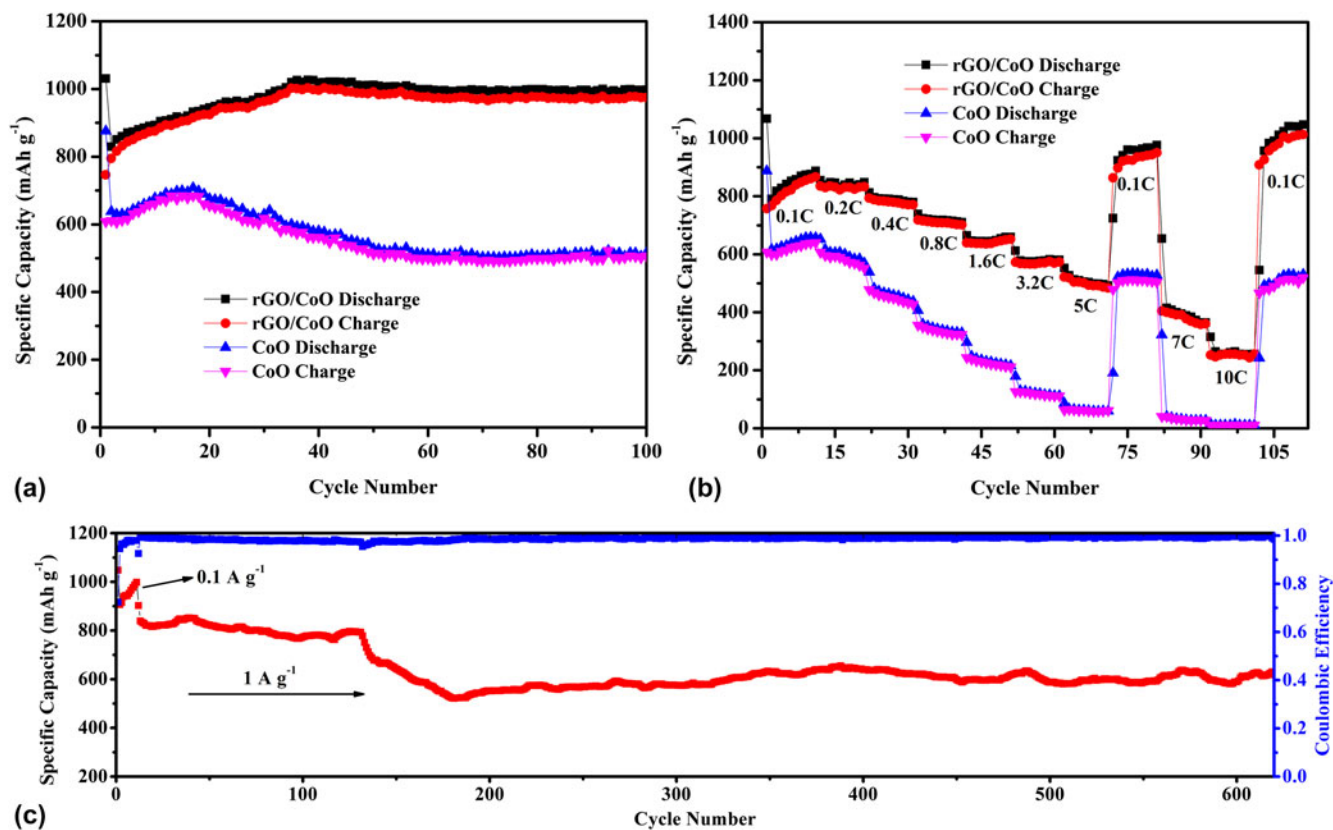 1200
1000
800
600
400
200
0
Specific Capacity (mAh g⁻¹)
rGO/CoO Discharge
rGO/CoO Charge
CoO Discharge
CoO Charge
0 20 40 60 80 100
Cycle Number
(a)
1400
1200
1000
800
600
400
200
0
Specific Capacity (mAh g⁻¹)
rGO/CoO Discharge
rGO/CoO Charge
CoO Discharge
CoO Charge
0.1C
0.2C
0.4C
0.8C
1.6C
3.2C
5C
0.1C
7C
10C
0.1C
0 15 30 45 60 75 90 105
Cycle Number
(b)
1200
1000
800
600
400
200
Specific Capacity (mAh g⁻¹)
0.1 A g⁻¹
1 A g⁻¹
1.0
0.8
0.6
0.4
0.2
0.0
Coulombic Efficiency
0 100 200 300 400 500 600
Cycle Number
(c)